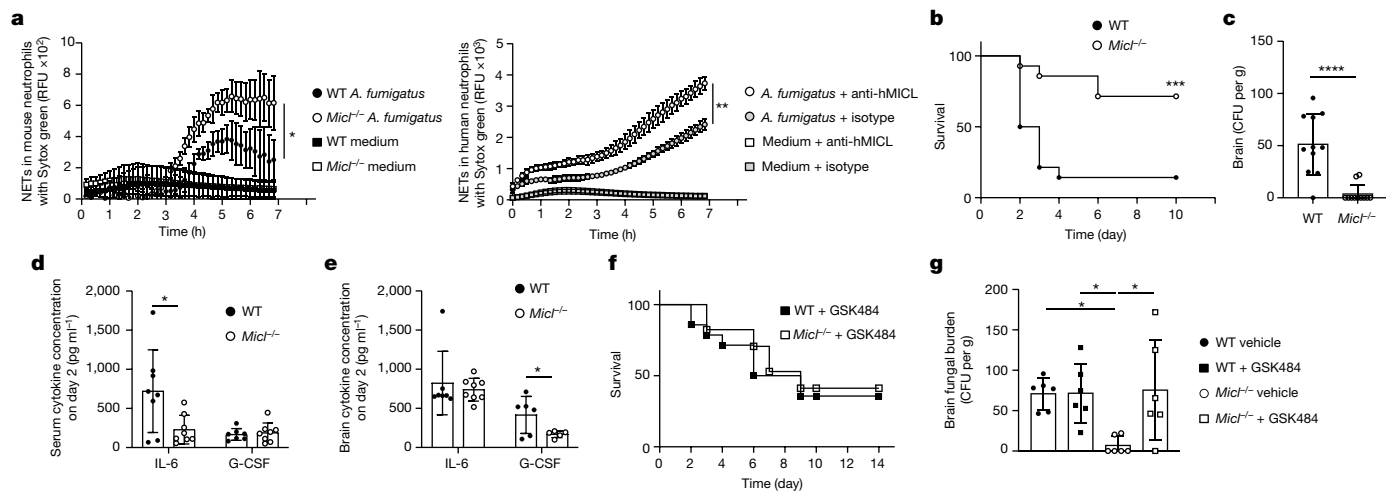 a
NETs in mouse neutrophils
with Sytox green (RFU ×10²)
10
8
6
4
2
0
0 1 2 3 4 5 6 7 8
Time (h)
*
WT A. fumigatus
Micl–/– A. fumigatus
WT medium
Micl–/– medium
NETs in human neutrophils
with Sytox green (RFU ×10³)
5
4
3
2
1
0
0 1 2 3 4 5 6 7
Time (h)
**
A. fumigatus + anti-hMICL
A. fumigatus + isotype
Medium + anti-hMICL
Medium + isotype
b
WT
Micl–/–
Survival
100
50
0
0 2 4 6 8 10
Time (day)
***
c
Brain (CFU per g)
150
100
50
0
****
WT Micl–/–
d
Serum cytokine concentration
on day 2 (pg ml–1)
2,000
1,500
1,000
500
0
*
WT
Micl–/–
IL-6 G-CSF
e
Brain cytokine concentration
on day 2 (pg ml–1)
2,000
1,500
1,000
500
0
*
WT
Micl–/–
IL-6 G-CSF
f
Survival
100
50
0
0 2 4 6 8 10 12 14
Time (day)
WT + GSK484
Micl–/– + GSK484
g
Brain fungal burden
(CFU per g)
200
150
100
50
0
* *
*
WT vehicle
WT + GSK484
Micl–/– vehicle
Micl–/– + GSK484